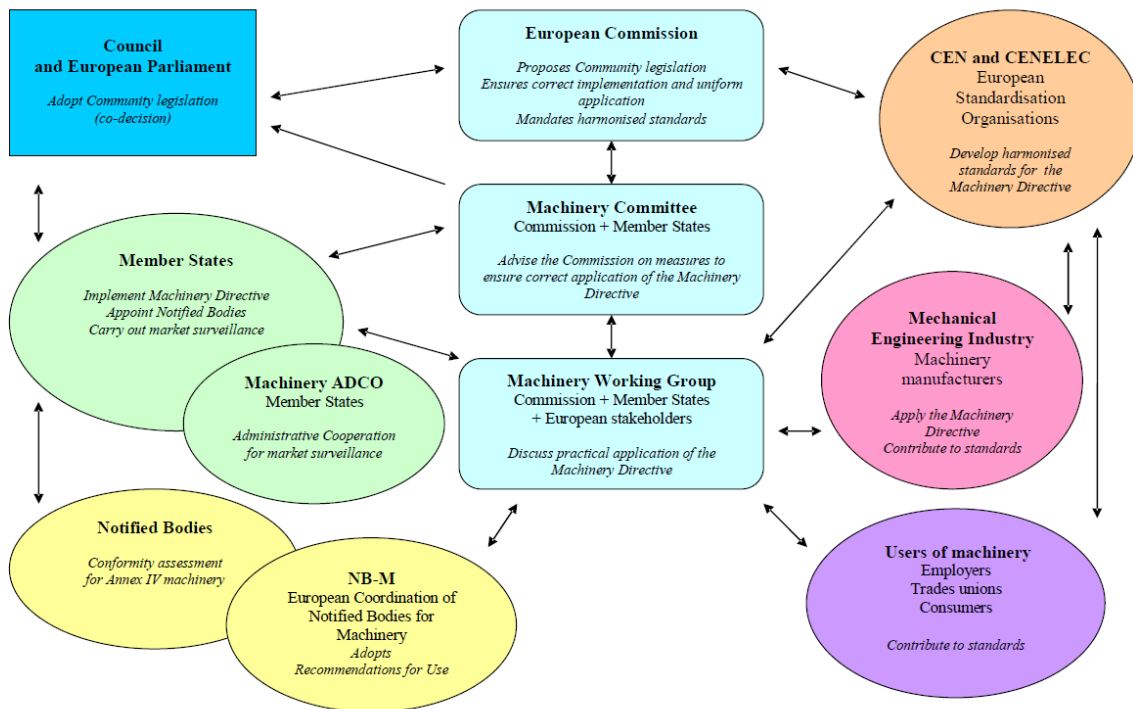 Council
and European Parliament
Adopt Community legislation
(co-decision)
European Commission
Proposes Community legislation
Ensures correct implementation and uniform
application
Mandates harmonised standards
CEN and CENELEC
European
Standardisation
Organisations
Develop harmonised
standards for the
Machinery Directive
Machinery Committee
Commission + Member States
Advise the Commission on measures to
ensure correct application of the Machinery
Directive
Member States
Implement Machinery Directive
Appoint Notified Bodies
Carry out market surveillance
Machinery ADCO
Member States
Administrative Cooperation
for market surveillance
Machinery Working Group
Commission + Member States
+ European stakeholders
Discuss practical application of the
Machinery Directive
Mechanical
Engineering Industry
Machinery
manufacturers
Apply the Machinery
Directive
Contribute to standards
Notified Bodies
Conformity assessment
for Annex IV machinery
NB-M
European Coordination of
Notified Bodies for
Machinery
Adopts
Recommendations for Use
Users of machinery
Employers
Trades unions
Consumers
Contribute to standards